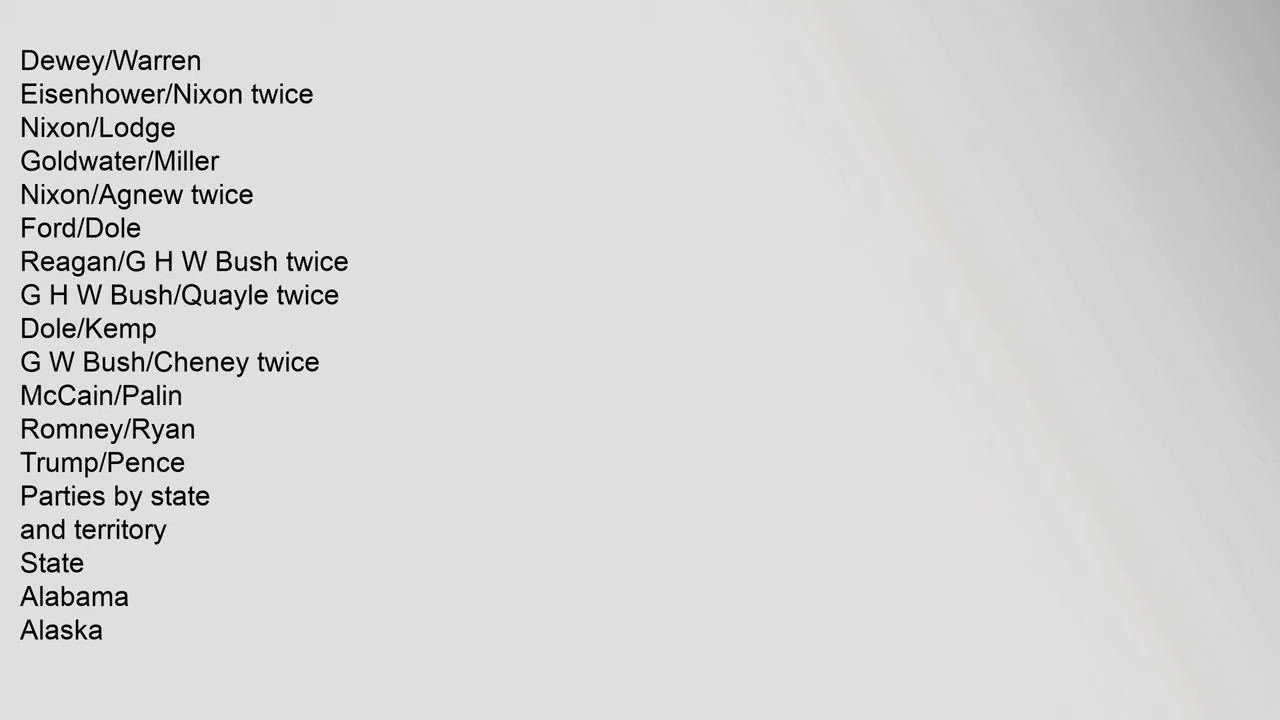 Dewey/Warren
Eisenhower/Nixon twice
Nixon/Lodge
Goldwater/Miller
Nixon/Agnew twice
Ford/Dole
Reagan/G H W Bush twice
G H W Bush/Quayle twice
Dole/Kemp
G W Bush/Cheney twice
McCain/Palin
Romney/Ryan
Trump/Pence
Parties by state
and territory
State
Alabama
Alaska